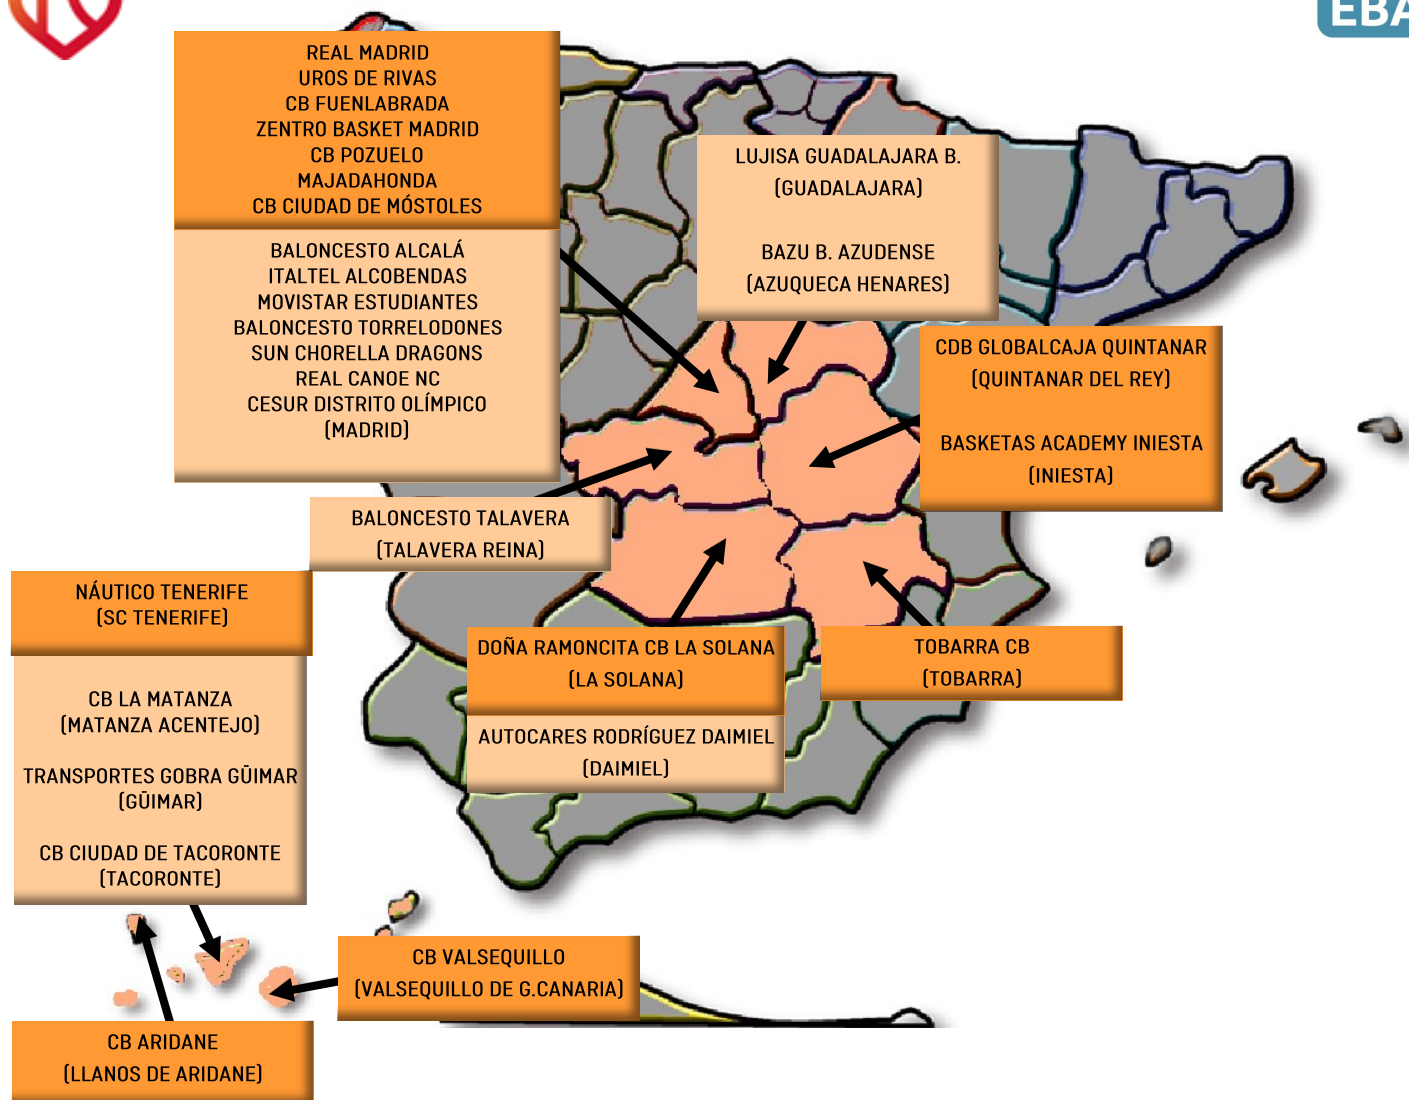 EBA
REAL MADRID
UROS DE RIVAS
CB FUENLABRADA
ZENTRO BASKET MADRID
CB POZUELO
MAJADAHONDA
CB CIUDAD DE MÓSTOLES
BALONCESTO ALCALÁ
ITALTEL ALCOBENDAS
MOVISTAR ESTUDIANTES
BALONCESTO TORRELODONES
SUN CHORELLA DRAGONS
REAL CANOE NC
CESUR DISTRITO OLÍMPICO
(MADRID)
LUJISA GUADALAJARA B.
(GUADALAJARA)
BAZU B. AZUDENSE
(AZUQUECA HENARES)
CDB GLOBALCAJA QUINTANAR
(QUINTANAR DEL REY)
BASKETAS ACADEMY INIESTA
(INIESTA)
BALONCESTO TALAVERA
(TALAVERA REINA)
NÁUTICO TENERIFE
(SC TENERIFE)
CB LA MATANZA
(MATANZA ACENTEJO)
TRANSPORTES GOBRA GÜIMAR
(GÜIMAR)
CB CIUDAD DE TACORONTE
(TACORONTE)
DOÑA RAMONCITA CB LA SOLANA
(LA SOLANA)
AUTOCARES RODRÍGUEZ DAIMIEL
(DAIMIEL)
TOBARRA CB
(TOBARRA)
CB VALSEQUILLO
(VALSEQUILLO DE G.CANARIA)
CB ARIDANE
(LLANOS DE ARIDANE)